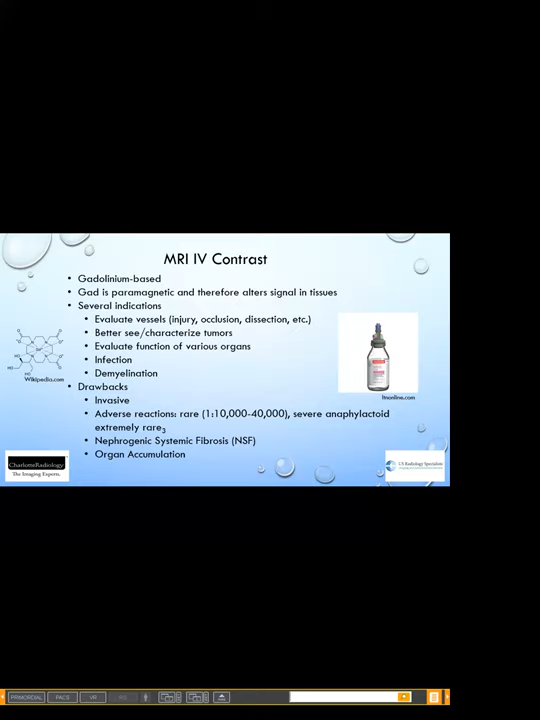 MRI IV Contrast
• Gadolinium-based
• Gad is paramagnetic and therefore alters signal in tissues
• Several indications
• Evaluate vessels (injury, occlusion, dissection, etc.)
• Better see/characterize tumors
• Evaluate function of various organs
• Infection
• Demyelination
• Drawbacks
• Invasive
• Adverse reactions: rare (1:10,000-40,000), severe anaphylactoid
extremely rare3
• Nephrogenic Systemic Fibrosis (NSF)
• Organ Accumulation
Wikipedia.com
itnonline.com
CharlotteRadiology
The Imaging Experts.
US Radiology Specialists
PRIMORDIAL
PACS
VR